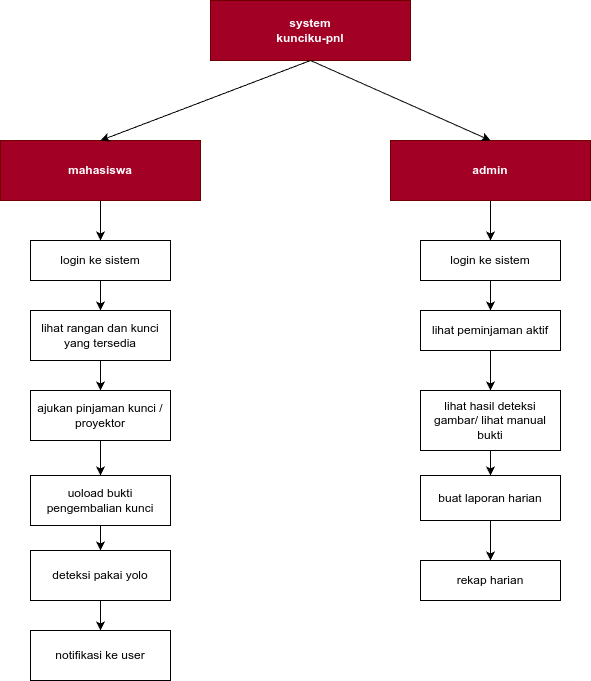 system
kunciku-pnl
mahasiswa
admin
login ke sistem
lihat rangan dan kunci
yang tersedia
ajukan pinjaman kunci /
proyektor
uoload bukti
pengembalian kunci
deteksi pakai yolo
notifikasi ke user
login ke sistem
lihat peminjaman aktif
lihat hasil deteksi
gambar/ lihat manual
bukti
buat laporan harian
rekap harian